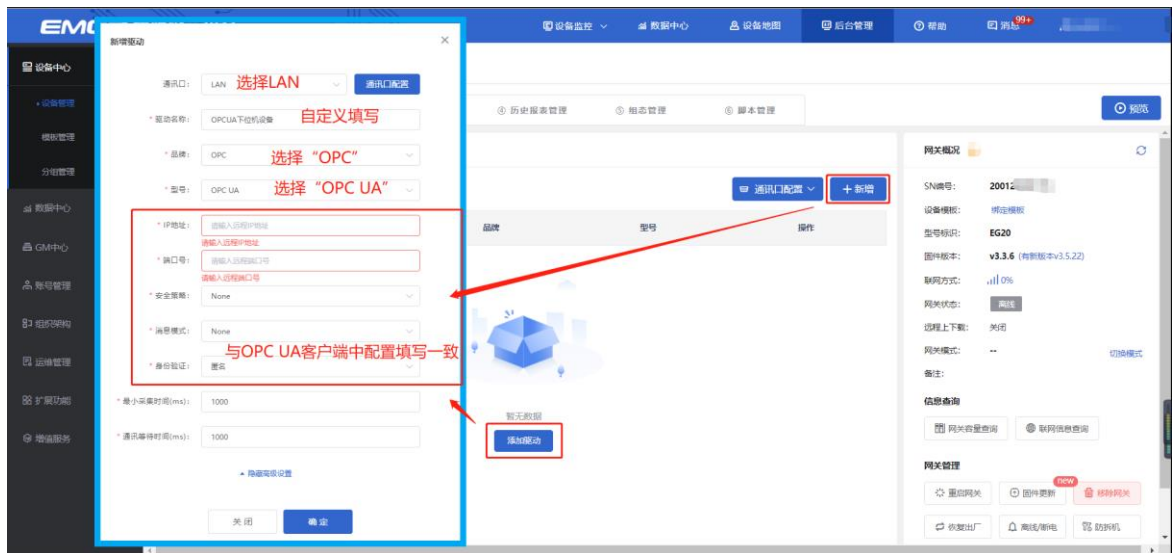 EMC
设备监控
数据中心
设备地图
后台管理
帮助
消息
99+
设备中心
设备管理
模板管理
分组管理
数据中心
GM中心
账号管理
组织架构
运维管理
扩展功能
增值服务
新增驱动
通讯口: LAN 选择LAN 通讯口配置
* 驱动名称: OPCUA下位机设备 自定义填写
* 品牌: OPC 选择“OPC”
* 型号: OPC UA 选择“OPC UA”
* IP地址: 请输入远程IP地址
请输入远程IP地址
* 端口号: 请输入远程端口号
请输入远程端口号
* 安全策略: None
* 消息模式: None
与OPC UA客户端中配置填写一致
* 身份验证: 匿名
* 最小采集时间(ms): 1000
* 通讯等待时间(ms): 1000
隐藏高级设置
关闭 确定
④ 历史报表管理 ⑤ 组态管理 ⑥ 脚本管理
预览
通讯口配置 +新增
品牌 型号 操作
暂无数据
添加驱动
网关概况
SN编号: 20012
设备模板: 绑定模板
型号标识: EG20
固件版本: v3.3.6 (有新版本v3.5.22)
联网方式: 0%
网关状态: 离线
远程上下载: 关闭
网关模式: -- 切换模式
备注:
信息查询
网关容量查询 联网信息查询
网关管理
new
重启网关 固件更新 移除网关
恢复出厂 离线/断电 防拆机